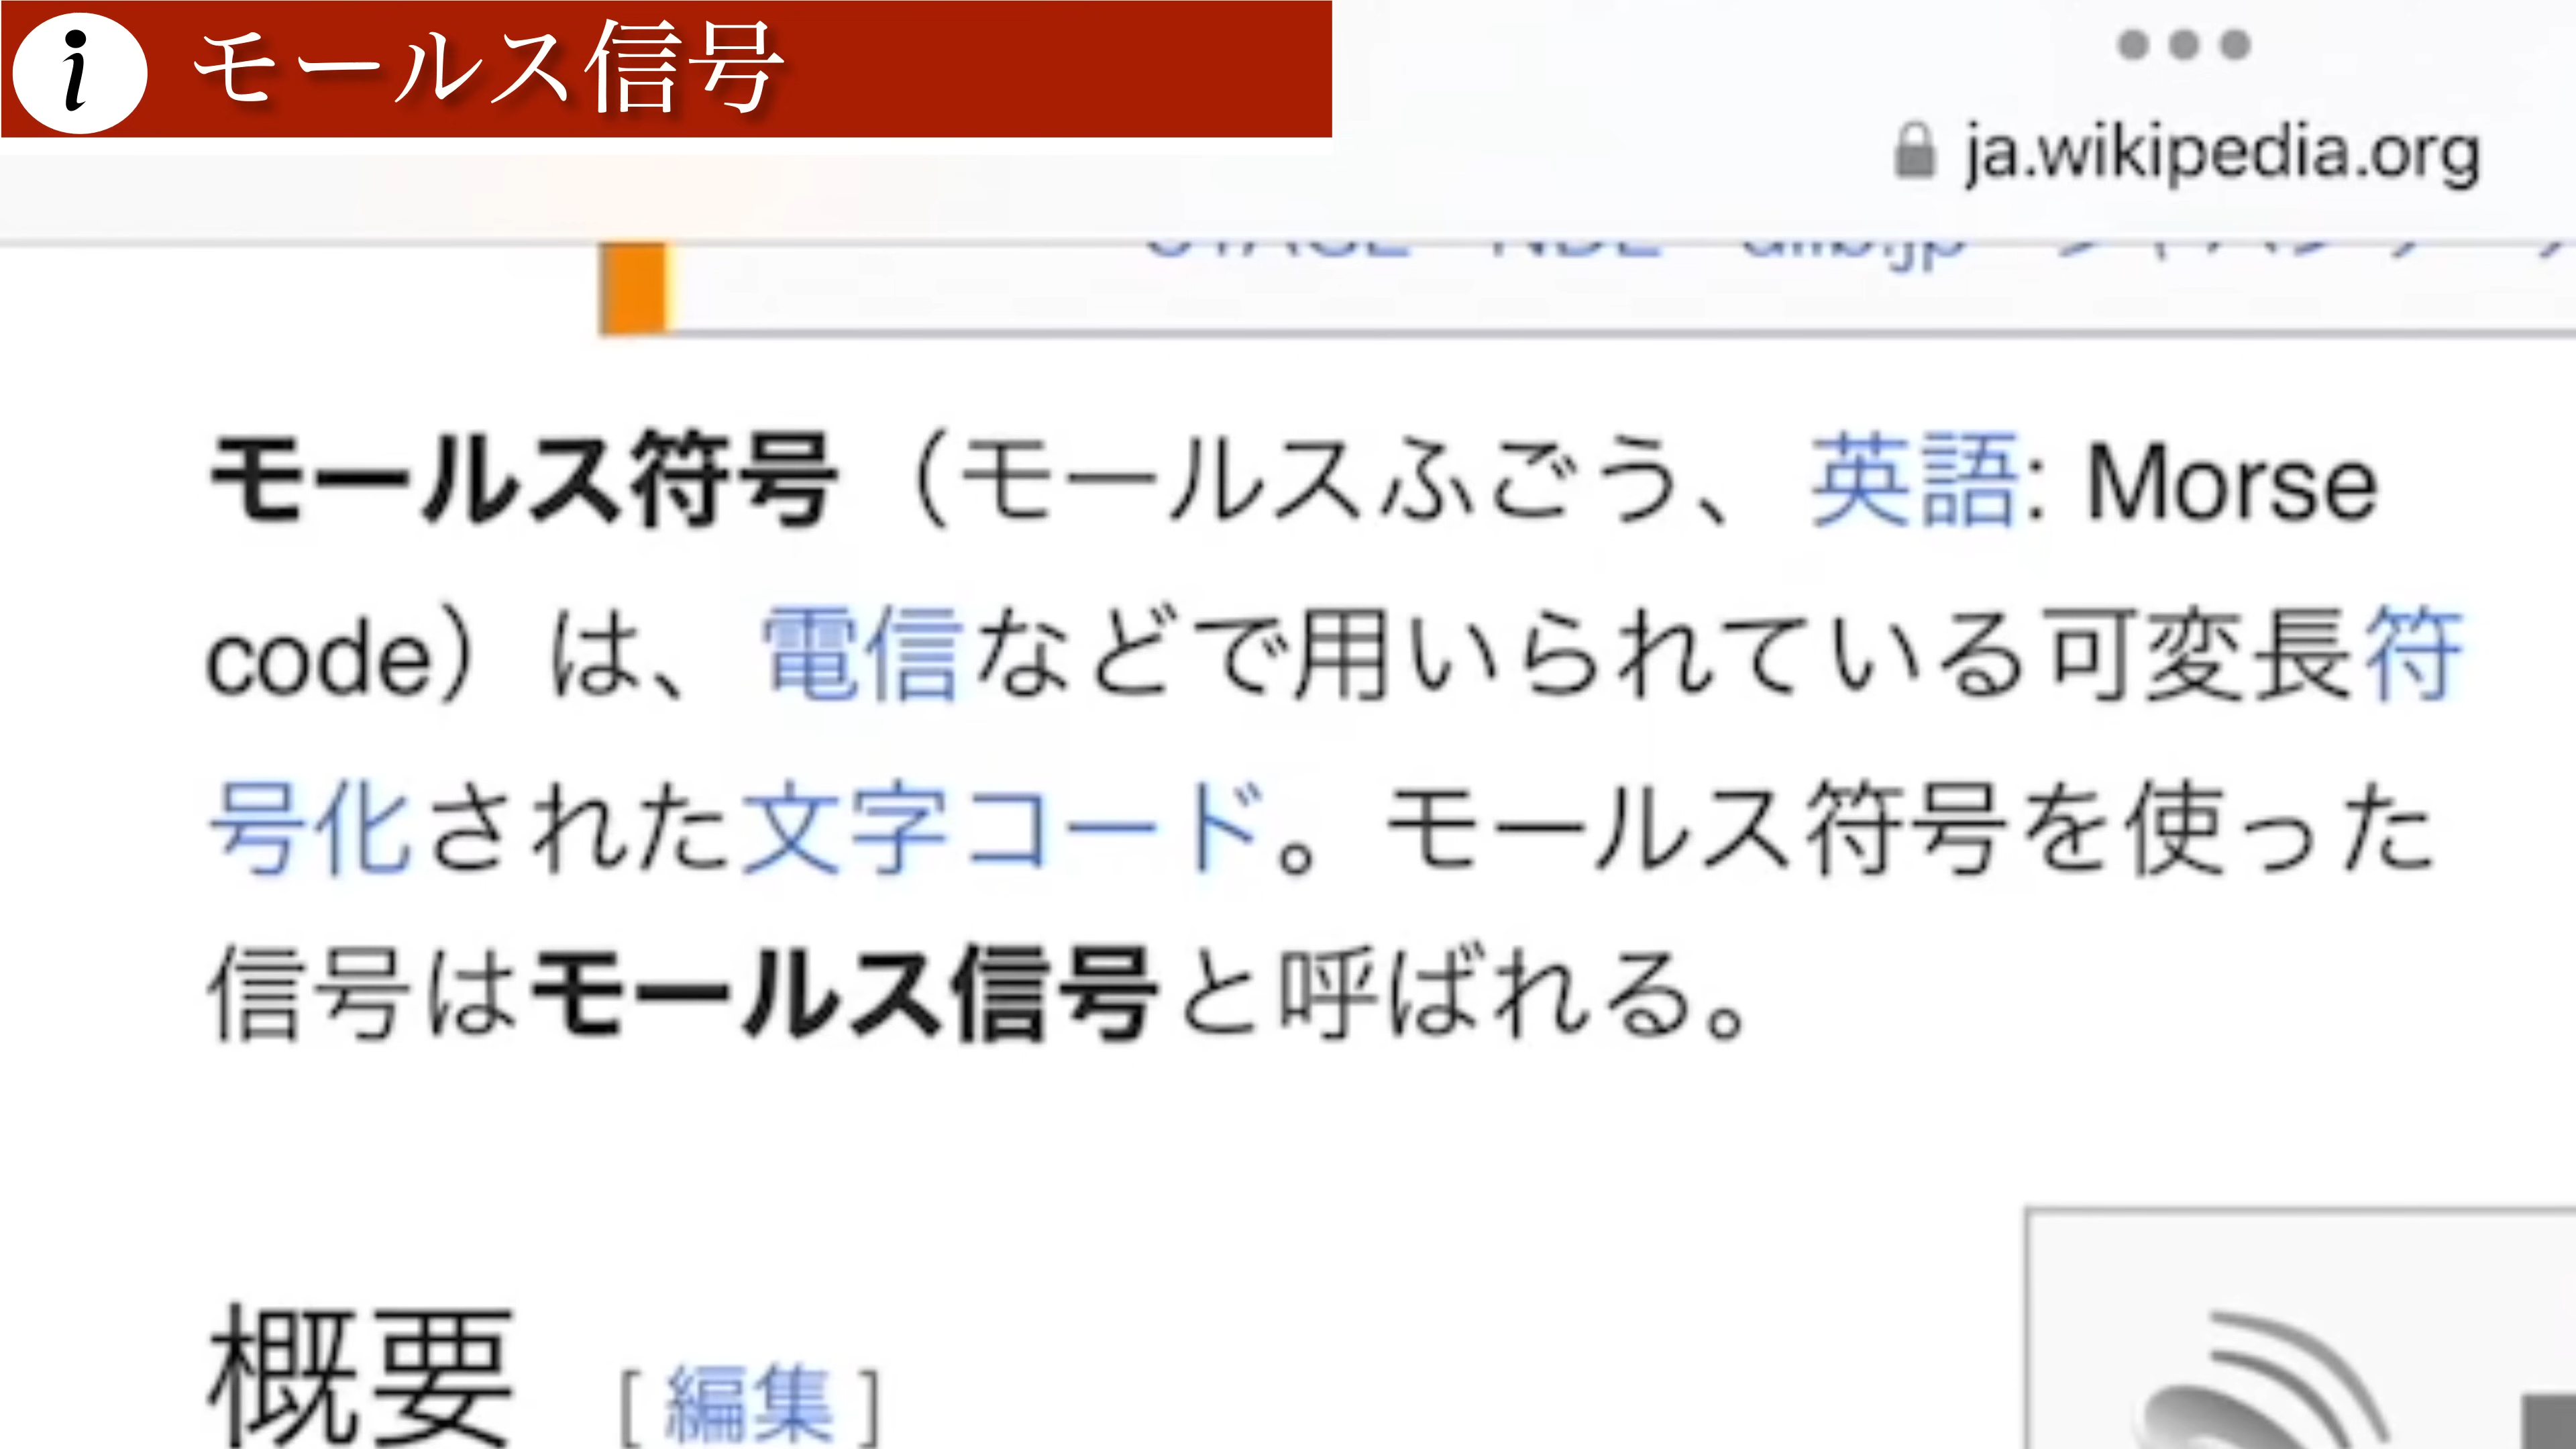 i モールス信号
ja.wikipedia.org
モールス符号（モールスふごう、英語: Morse
code）は、電信などで用いられている可変長符
号化された文字コード。モールス符号を使った
信号はモールス信号と呼ばれる。
概要 [編集]